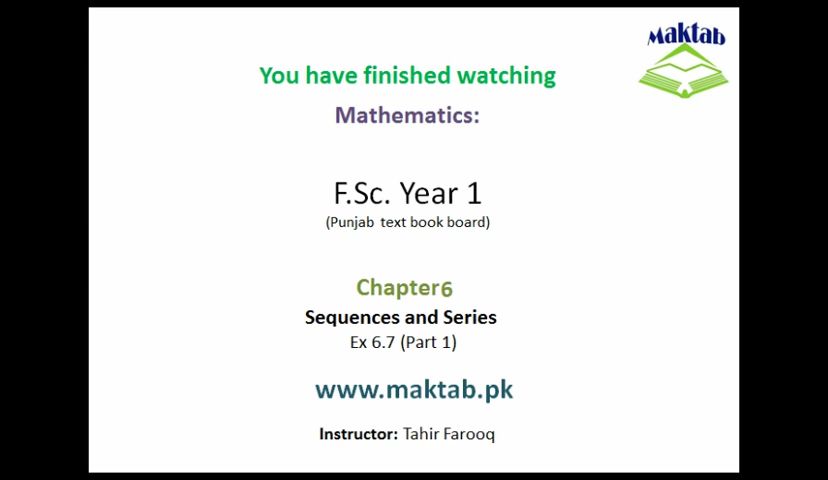 Maktab
You have finished watching
Mathematics:
F.Sc. Year 1
(Punjab text book board)
Chapter6
Sequences and Series
Ex 6.7 (Part 1)
www.maktab.pk
Instructor: Tahir Farooq